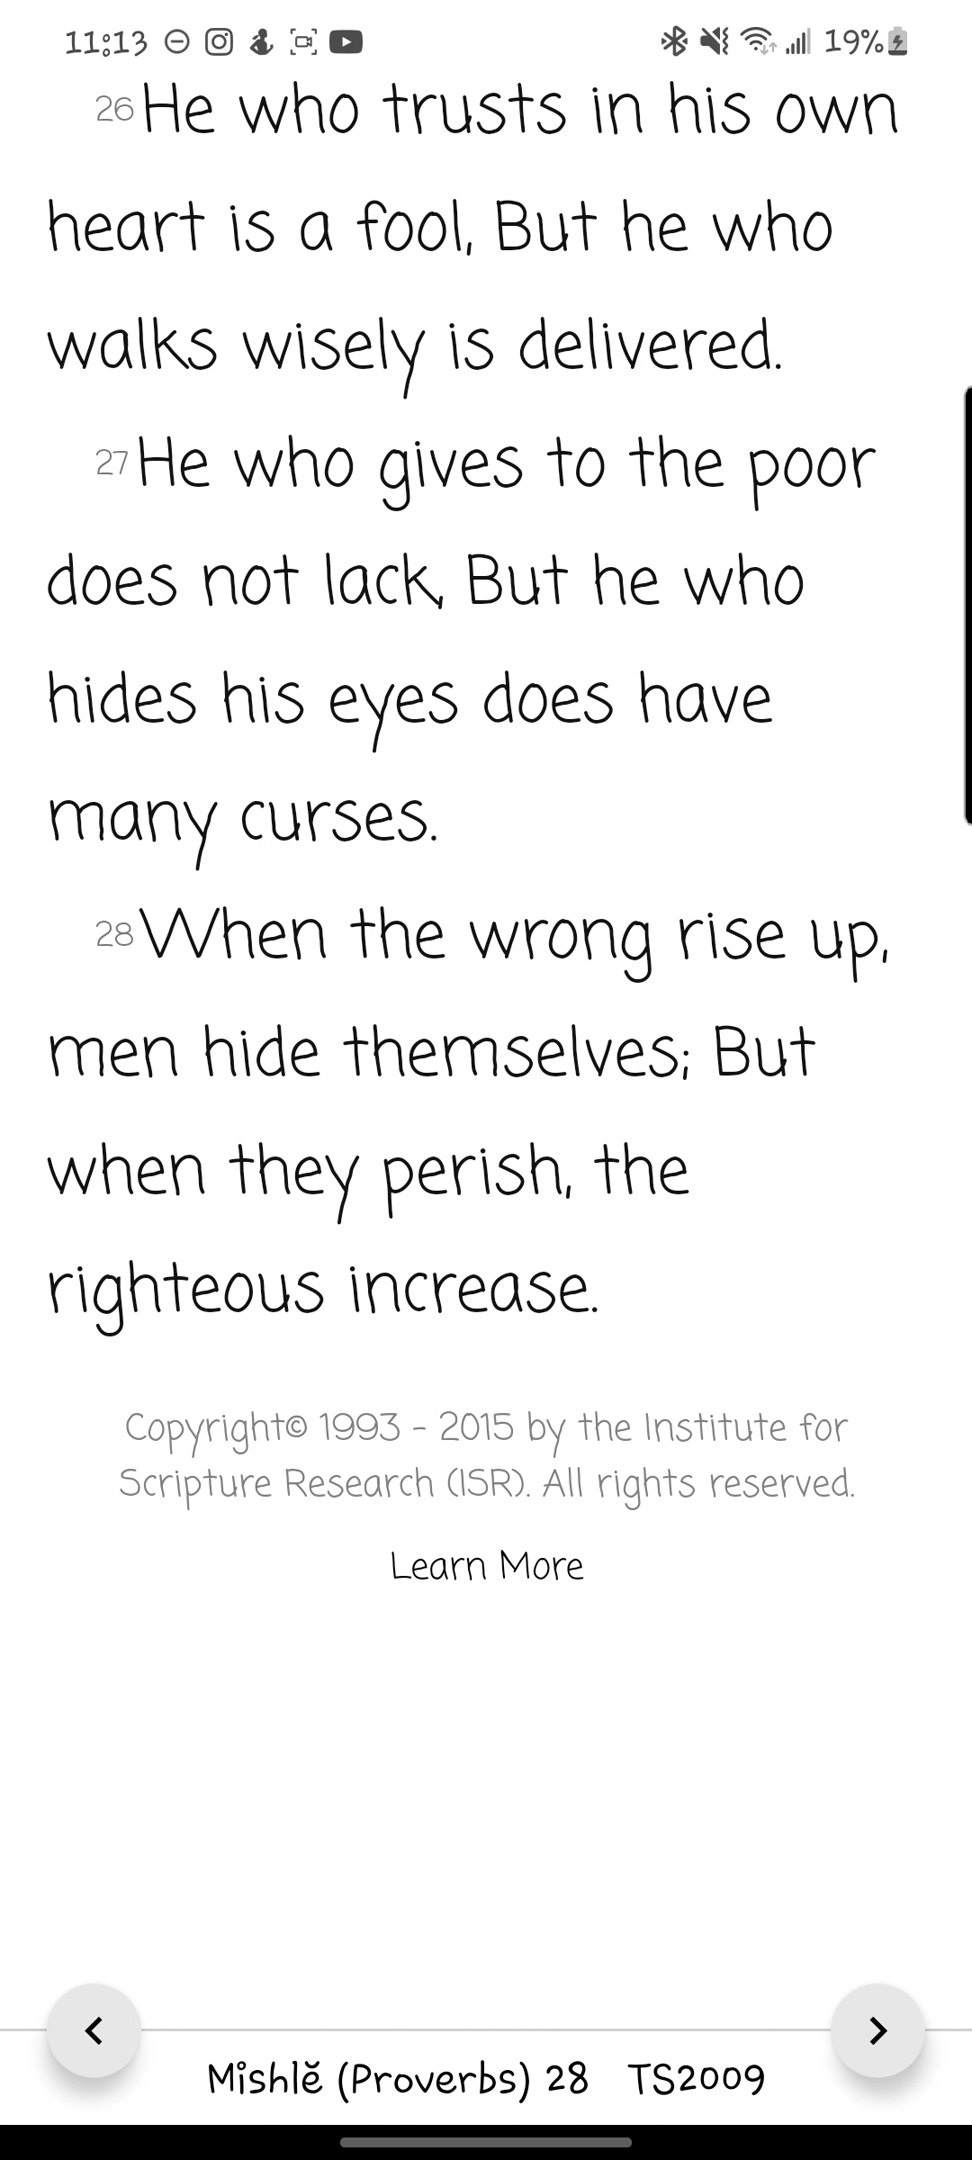 11:13 19%
26 He who trusts in his own
heart is a fool, But he who
walks wisely is delivered.
27 He who gives to the poor
does not lack, But he who
hides his eyes does have
many curses.
28 When the wrong rise up,
men hide themselves; But
when they perish, the
righteous increase.
Copyright© 1993 - 2015 by the Institute for
Scripture Research (ISR). All rights reserved.
Learn More
Mishlĕ (Proverbs) 28 TS2009